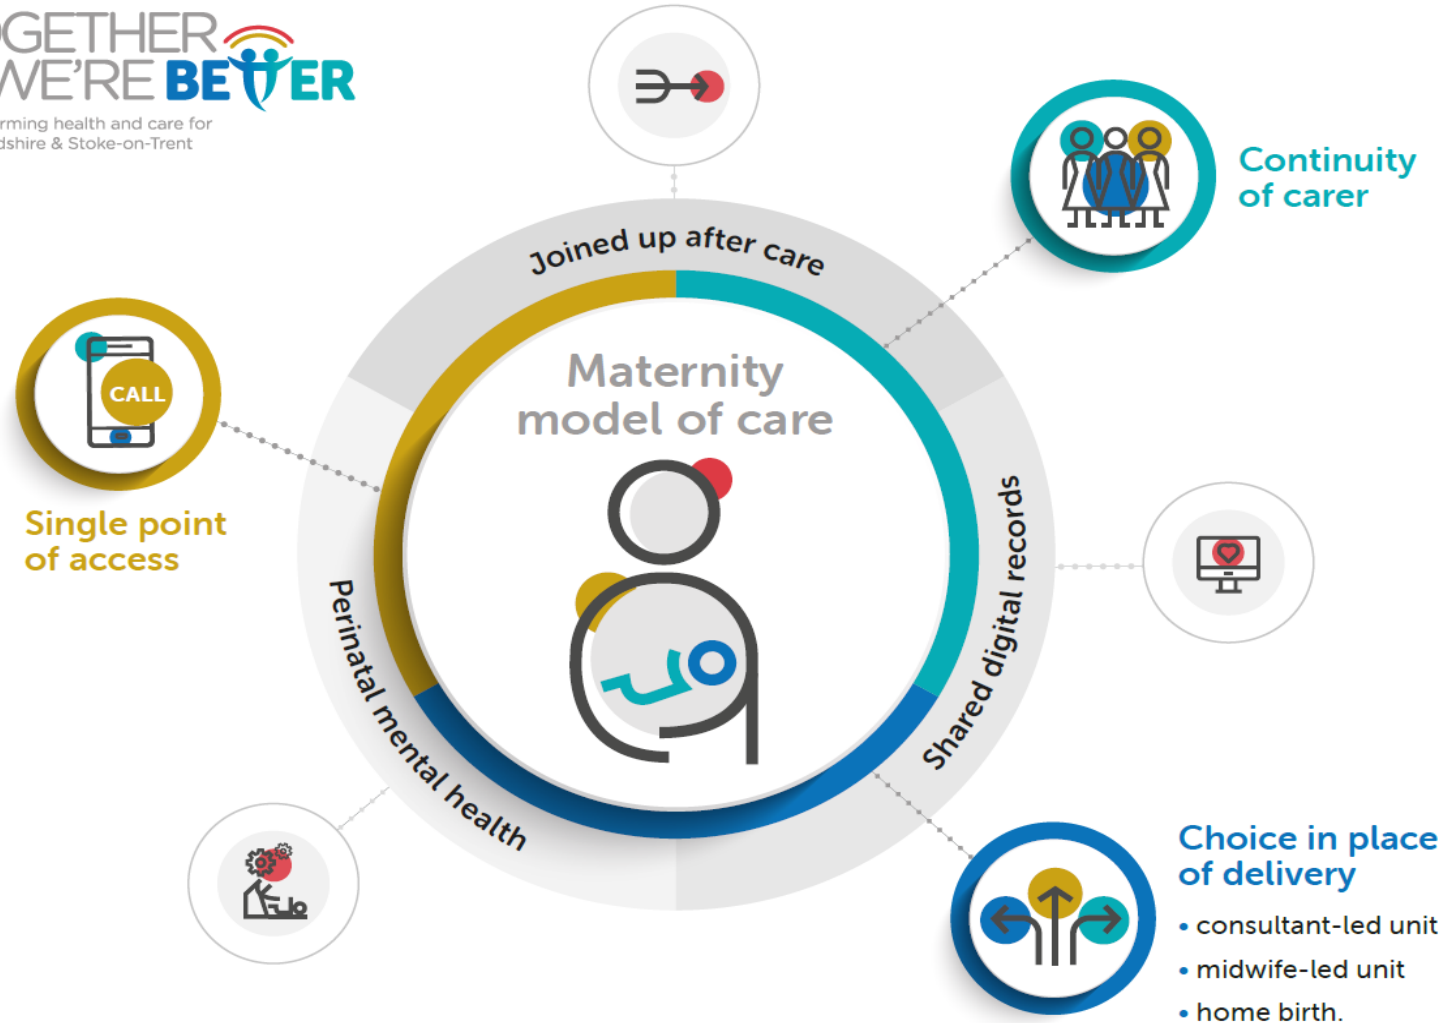 OGETHER
WE'RE BETTER
rming health and care for
dshire & Stoke-on-Trent
Joined up after care
Continuity
of carer
Maternity
model of care
CALL
Single point
of access
Shared digital records
Perinatal mental health
Choice in place
of delivery
• consultant-led unit
• midwife-led unit
• home birth.